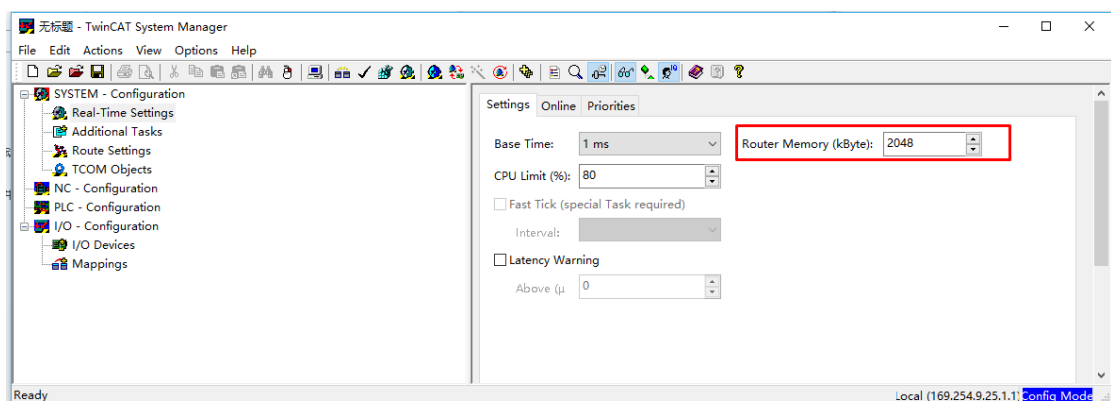 无标题 - TwinCAT System Manager
File Edit Actions View Options Help
SYSTEM - Configuration
Real-Time Settings
Additional Tasks
Route Settings
TCOM Objects
NC - Configuration
PLC - Configuration
I/O - Configuration
I/O Devices
Mappings
Settings Online Priorities
Base Time: 1 ms Router Memory (kByte): 2048
CPU Limit (%): 80
Fast Tick (special Task required)
Interval:
Latency Warning
Above (µ 0
Ready Local (169.254.9.25.1.1) Config Mode